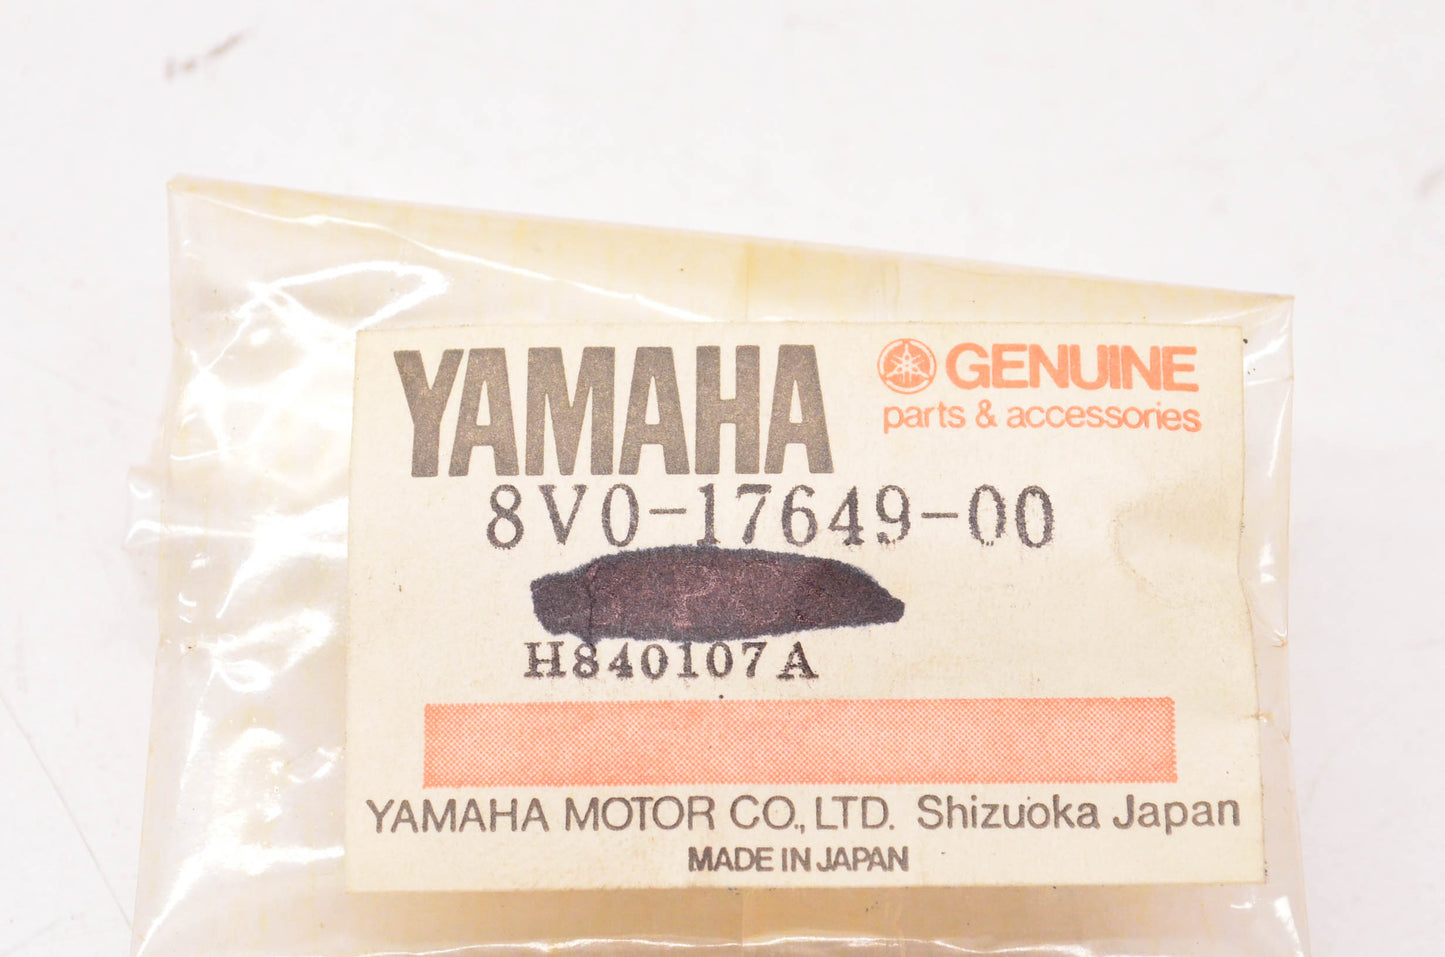 YAMAHA
GENUINE
parts & accessories
8V0-17649-00
H840107A
YAMAHA MOTOR CO., LTD. Shizuoka Japan
MADE IN JAPAN